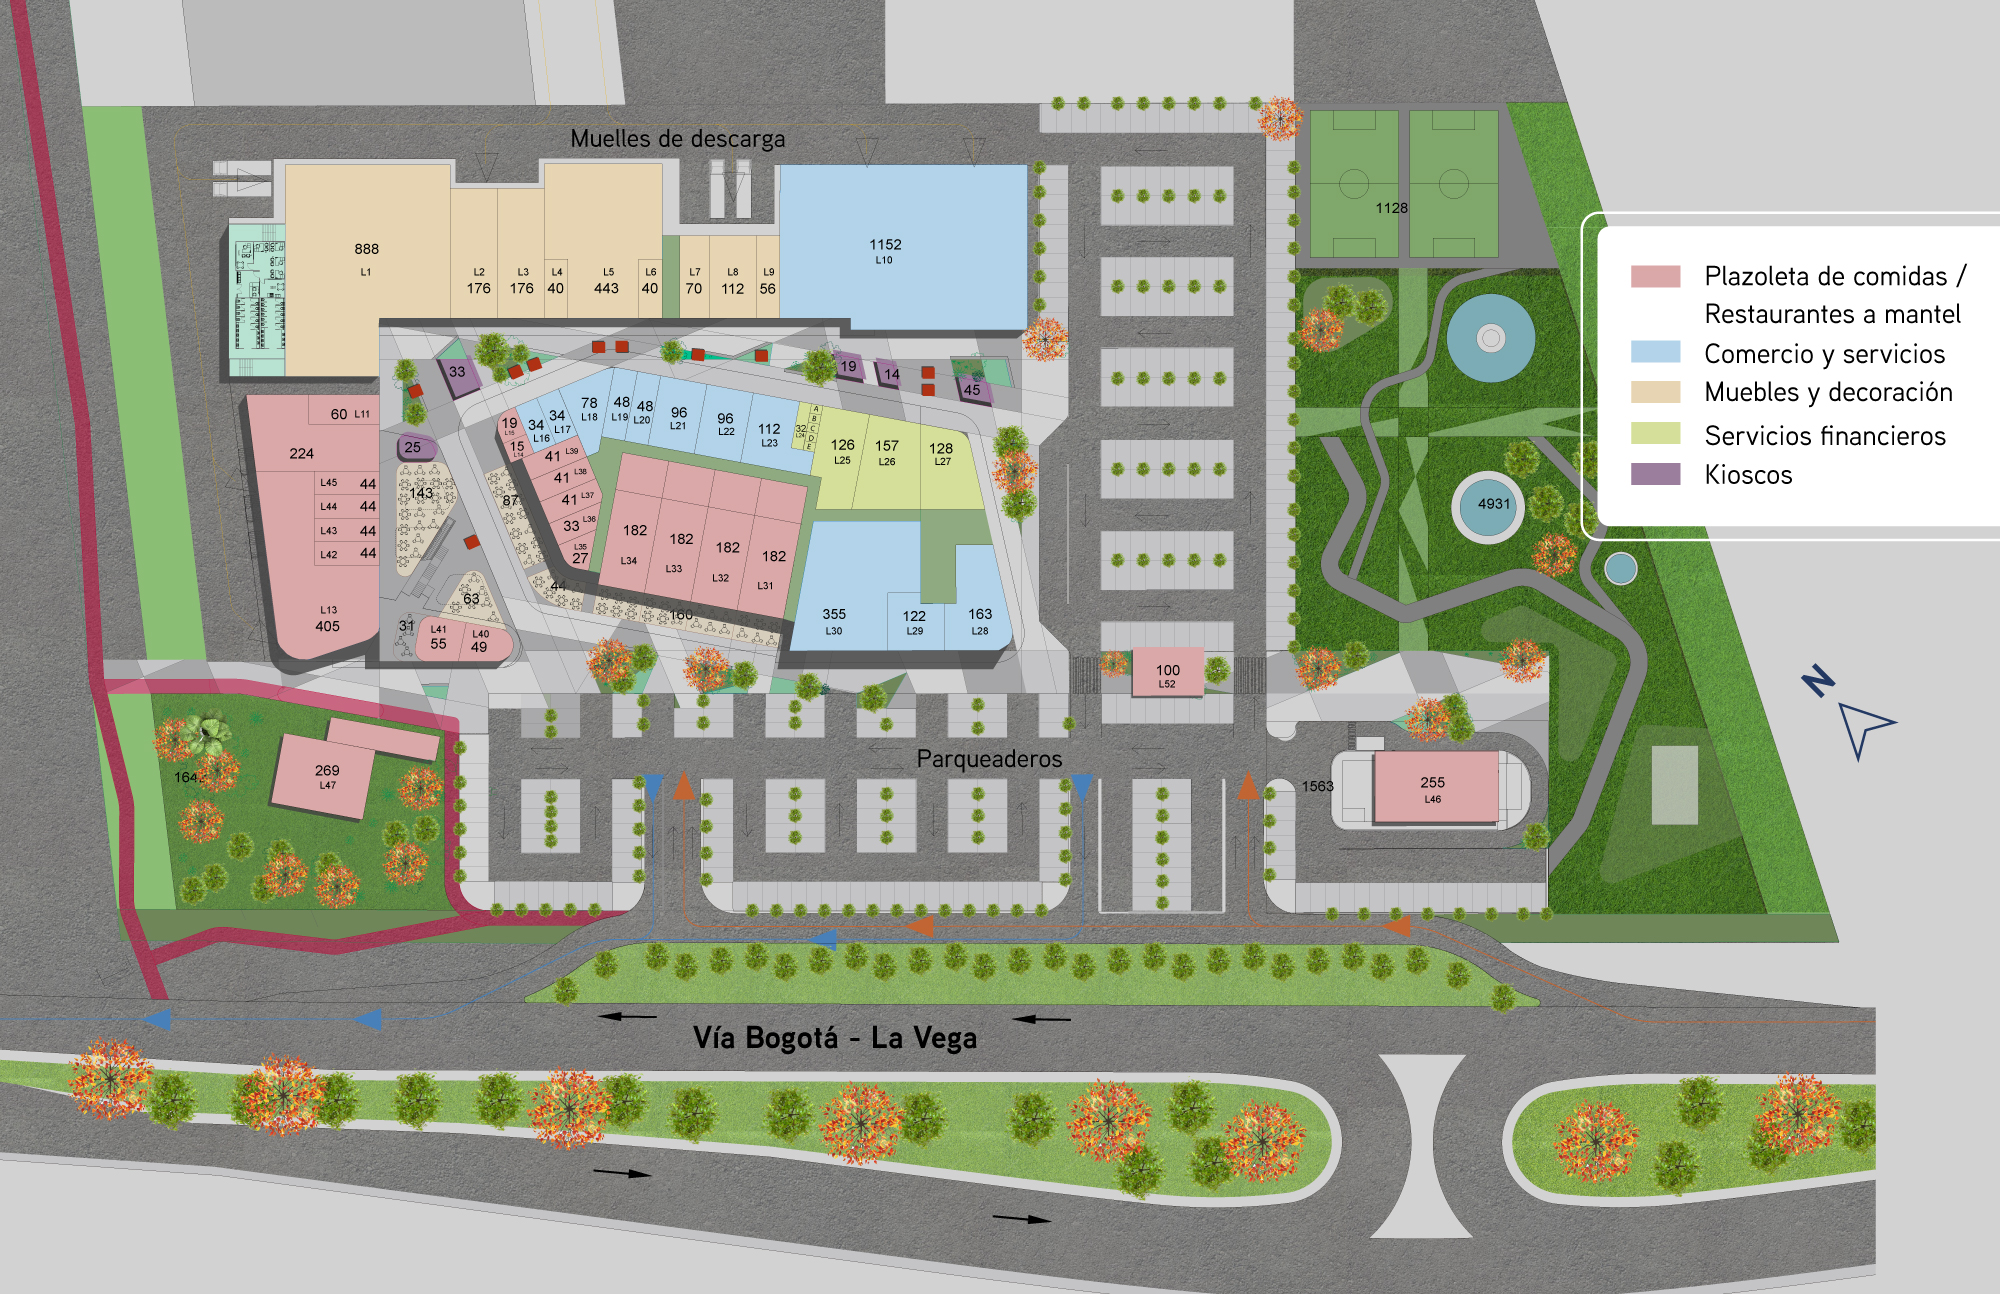 Muelles de descarga
1128
888
L1
L2
176
L3
176
L4
40
L5
443
L6
40
L7
70
L8
112
L9
56
1152
L10
Plazoleta de comidas /
Restaurantes a mantel
Comercio y servicios
Muebles y decoración
Servicios financieros
Kioscos
33
19
14
45
25
60 L11
224
L45 44
L44 44
L43 44
L42 44
L13
405
143
87
63
31
44
160
L41
55
L40
49
19
L15
15
L14
34
L16
34
L17
78
L18
48
L19
48
L20
96
L21
96
L22
112
L23
32
L24
A
B
C
D
E
126
L25
157
L26
128
L27
41 L39
41 L38
41 L37
33 L36
L35
27
182
L34
182
L33
182
L32
182
L31
355
L30
122
L29
163
L28
4931
100
L52
N
Parqueaderos
269
L47
164
1563
255
L46
Vía Bogotá - La Vega